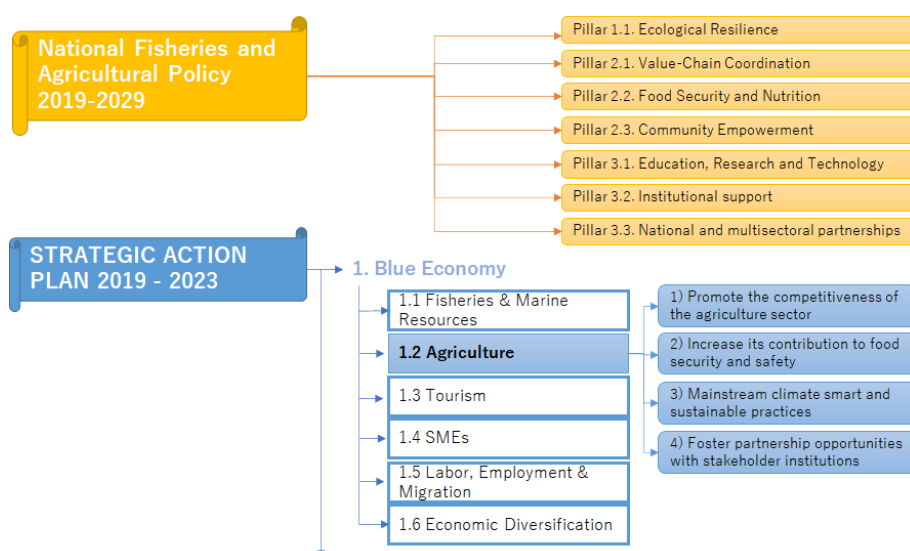 National Fisheries and
Agricultural Policy
2019-2029
Pillar 1.1. Ecological Resilience
Pillar 2.1. Value-Chain Coordination
Pillar 2.2. Food Security and Nutrition
Pillar 2.3. Community Empowerment
Pillar 3.1. Education, Research and Technology
Pillar 3.2. Institutional support
Pillar 3.3. National and multisectoral partnerships
STRATEGIC ACTION
PLAN 2019 - 2023
1. Blue Economy
1.1 Fisheries & Marine
Resources
1.2 Agriculture
1.3 Tourism
1.4 SMEs
1.5 Labor, Employment &
Migration
1.6 Economic Diversification
1) Promote the competitiveness of
the agriculture sector
2) Increase its contribution to food
security and safety
3) Mainstream climate smart and
sustainable practices
4) Foster partnership opportunities
with stakeholder institutions